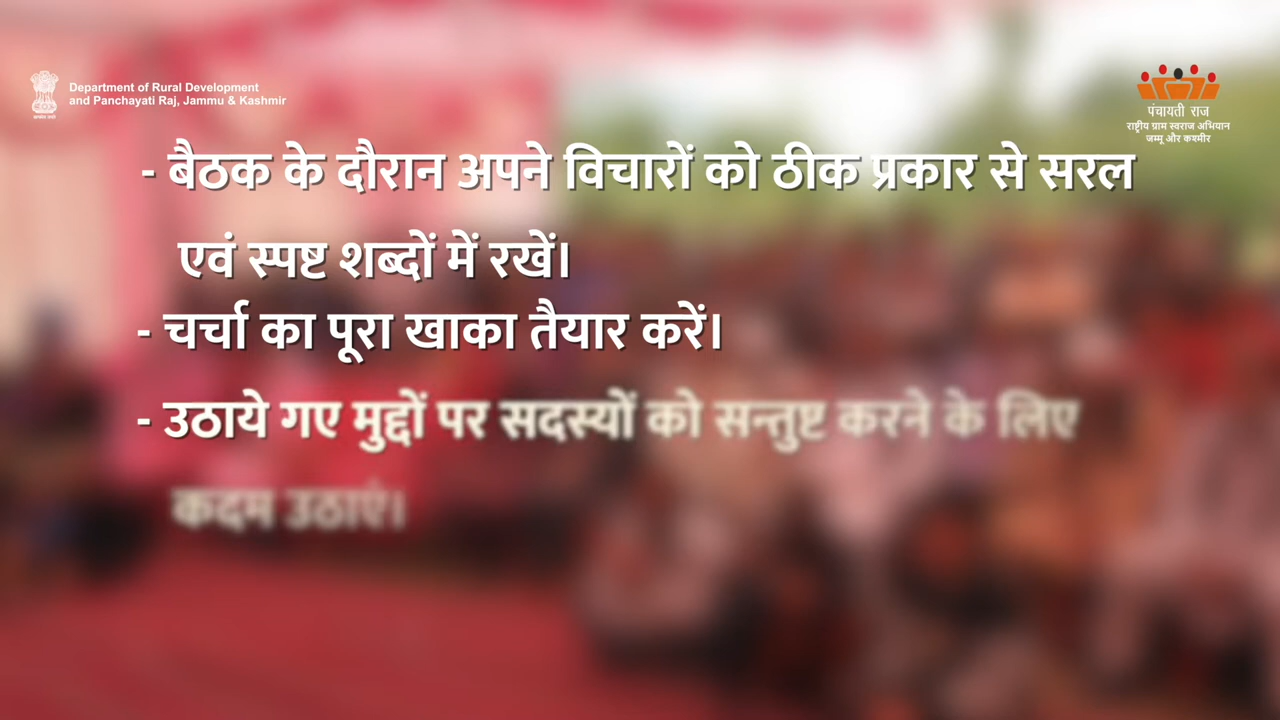 Department of Rural Development
and Panchayati Raj, Jammu & Kashmir
पंचायती राज
राष्ट्रीय ग्राम स्वराज अभियान
जम्मू और कश्मीर
- बैठक के दौरान अपने विचारों को ठीक प्रकार से सरल
एवं स्पष्ट शब्दों में रखें।
- चर्चा का पूरा खाका तैयार करें।
- उठाये गए मुद्दों पर सदस्यों को सन्तुष्ट करने के लिए
कदम उठाएं।